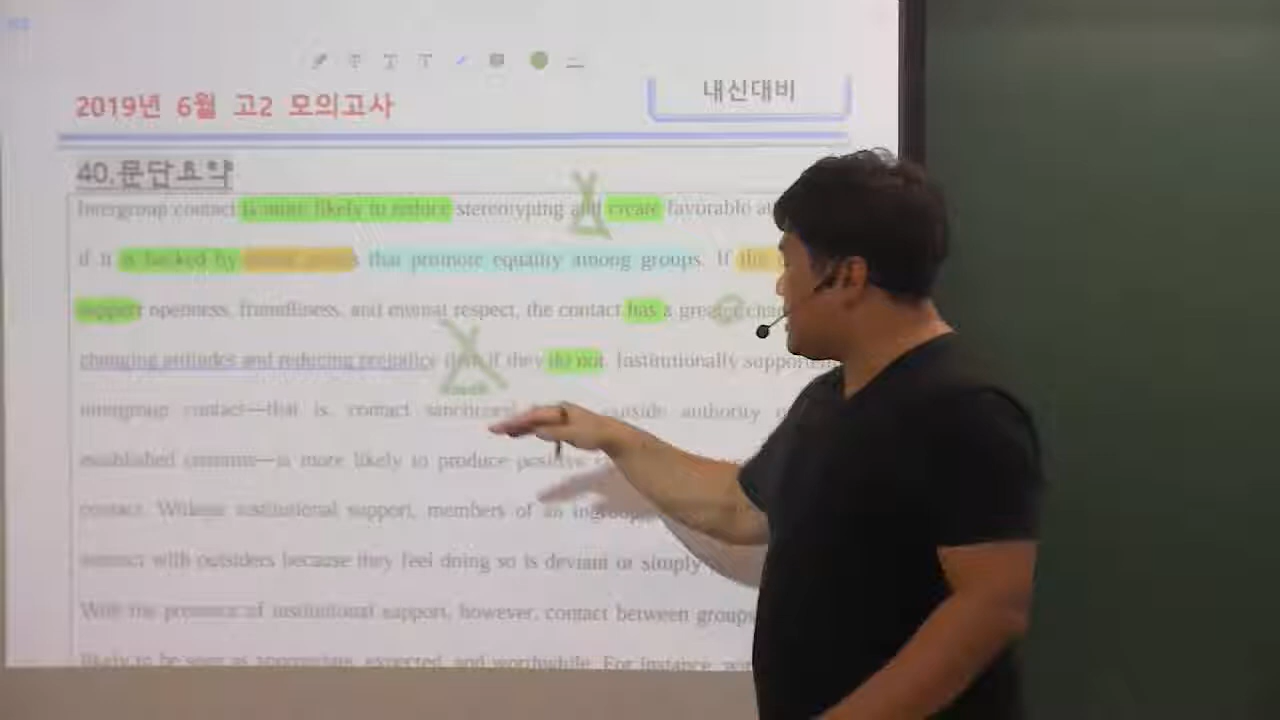 2019년 6월 고2 모의고사
내신대비
40.문단요약
Intergroup contact is more likely to reduce stereotyping and create favorable
if it is backed by that promote equality among groups. If the
support openness, friendliness, and mutual respect, the contact has a greater
changing attitudes and reducing prejudice than if they do not. Institutionally supported
intergroup contact—that is, contact sanctioned outside authority
established customs—is more likely to produce positive
contact. Without institutional support, members of an ingroup
interact with outsiders because they feel doing so is deviant or simply
With the presence of institutional support, however, contact between groups
likely to be seen as appropriate, expected, and worthwhile. For instance,